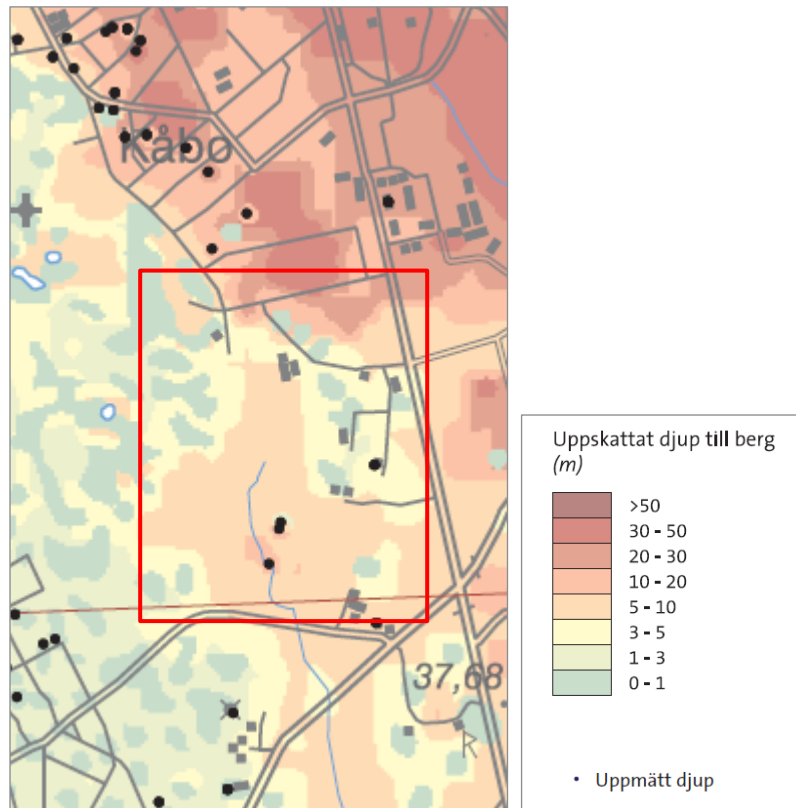 Kåbo
37,68
R
Uppskattat djup till berg
(m)
>50
30 - 50
20 - 30
10 - 20
5 - 10
3 - 5
1 - 3
0 - 1
• Uppmätt djup